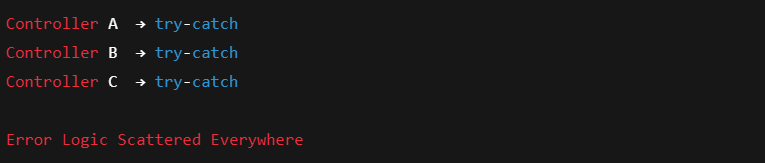 Controller A → try-catch
Controller B → try-catch
Controller C → try-catch
Error Logic Scattered Everywhere